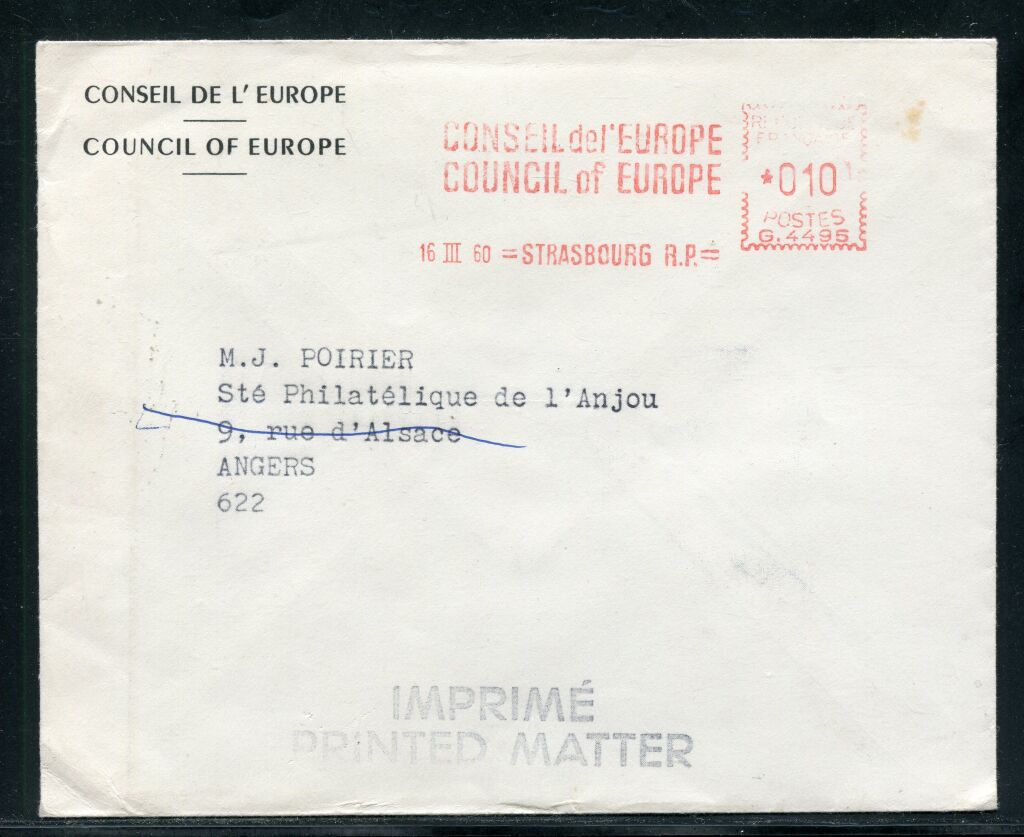 CONSEIL DE L'EUROPE
COUNCIL OF EUROPE
CONSEIL de l'EUROPE
COUNCIL of EUROPE
16 III 60 =STRASBOURG R.P.=
*010
POSTES
G.4495
M.J. POIRIER
Sté Philatélique de l'Anjou
9, rue d'Alsace
ANGERS
622
IMPRIMÉ
PRINTED MATTER